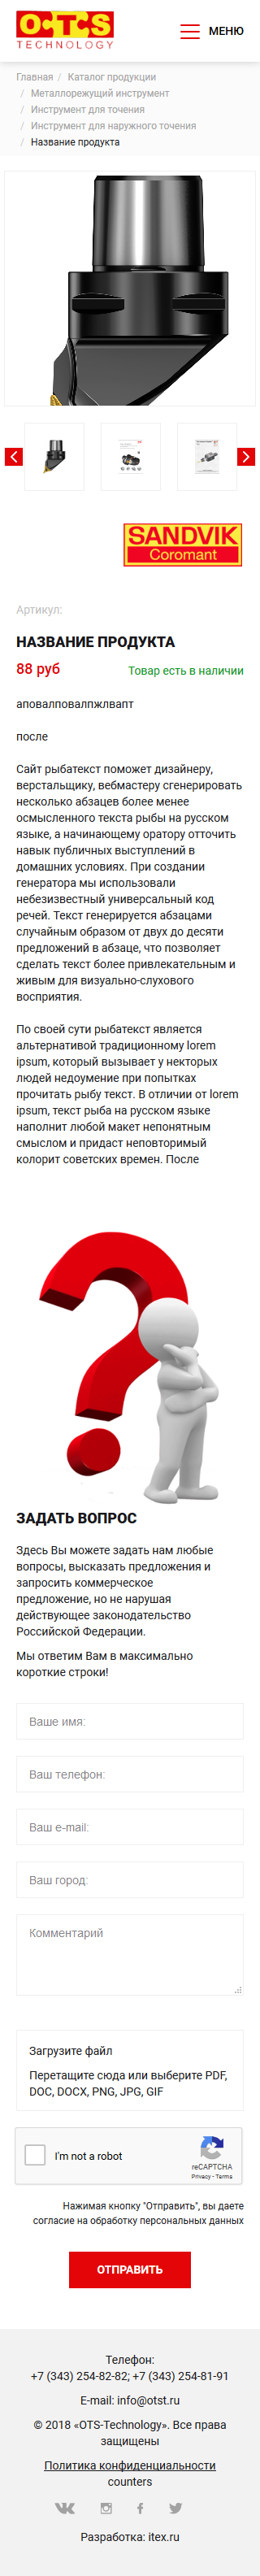 OTS
TECHNOLOGY
МЕНЮ
Главная / Каталог продукции
/ Металлорежущий инструмент
/ Инструмент для точения
/ Инструмент для наружного точения
/ Название продукта
SANDVIK
Coromant
Артикул:
НАЗВАНИЕ ПРОДУКТА
88 руб
Товар есть в наличии
аповалповалпжлвапт
после
Сайт рыбатекст поможет дизайнеру,
верстальщику, вебмастеру сгенерировать
несколько абзацев более менее
осмысленного текста рыбы на русском
языке, а начинающему оратору отточить
навык публичных выступлений в
домашних условиях. При создании
генератора мы использовали
небезизвестный универсальный код
речей. Текст генерируется абзацами
случайным образом от двух до десяти
предложений в абзаце, что позволяет
сделать текст более привлекательным и
живым для визуально-слухового
восприятия.
По своей сути рыбатекст является
альтернативой традиционному lorem
ipsum, который вызывает у некторых
людей недоумение при попытках
прочитать рыбу текст. В отличии от lorem
ipsum, текст рыба на русском языке
наполнит любой макет непонятным
смыслом и придаст неповторимый
колорит советских времен. После
ЗАДАТЬ ВОПРОС
Здесь Вы можете задать нам любые
вопросы, высказать предложения и
запросить коммерческое
предложение, но не нарушая
действующее законодательство
Российской Федерации.
Мы ответим Вам в максимально
короткие строки!
Ваше имя:
Ваш телефон:
Ваш e-mail:
Ваш город:
Комментарий
Загрузите файл
Перетащите сюда или выберите PDF,
DOC, DOCX, PNG, JPG, GIF
I'm not a robot
reCAPTCHA
Privacy - Terms
Нажимая кнопку "Отправить", вы даете
согласие на обработку персональных данных
ОТПРАВИТЬ
Телефон:
+7 (343) 254-82-82; +7 (343) 254-81-91
E-mail: info@otst.ru
© 2018 «OTS-Technology». Все права
защищены
Политика конфиденциальности
counters
Разработка: itex.ru